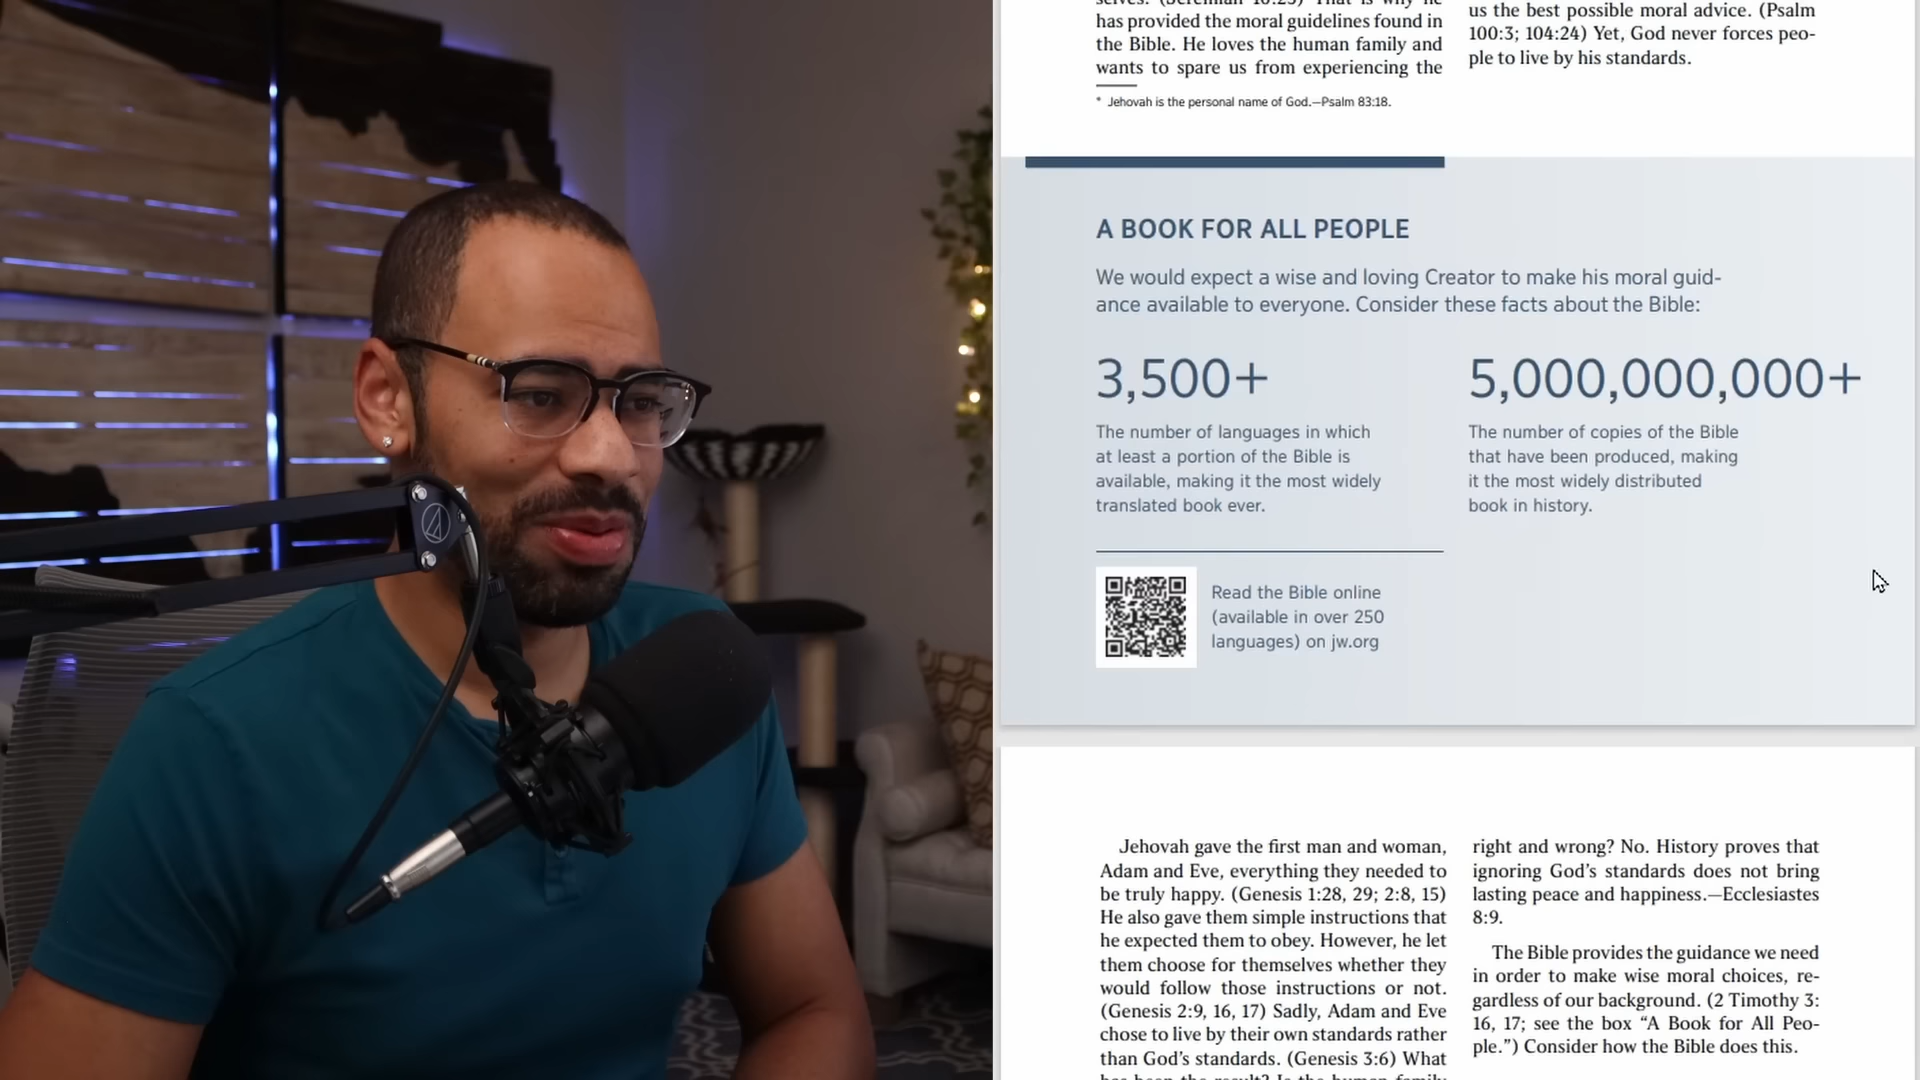 has provided the moral guidelines found in
the Bible. He loves the human family and
wants to spare us from experiencing the
* Jehovah is the personal name of God.—Psalm 83:18.
us the best possible moral advice. (Psalm
100:3; 104:24) Yet, God never forces peo-
ple to live by his standards.
A BOOK FOR ALL PEOPLE
We would expect a wise and loving Creator to make his moral guid-
ance available to everyone. Consider these facts about the Bible:
3,500+
The number of languages in which
at least a portion of the Bible is
available, making it the most widely
translated book ever.
5,000,000,000+
The number of copies of the Bible
that have been produced, making
it the most widely distributed
book in history.
Read the Bible online
(available in over 250
languages) on jw.org
Jehovah gave the first man and woman,
Adam and Eve, everything they needed to
be truly happy. (Genesis 1:28, 29; 2:8, 15)
He also gave them simple instructions that
he expected them to obey. However, he let
them choose for themselves whether they
would follow those instructions or not.
(Genesis 2:9, 16, 17) Sadly, Adam and Eve
chose to live by their own standards rather
than God's standards. (Genesis 3:6) What
has been the result? Is the human family
right and wrong? No. History proves that
ignoring God's standards does not bring
lasting peace and happiness.—Ecclesiastes
8:9.
The Bible provides the guidance we need
in order to make wise moral choices, re-
gardless of our background. (2 Timothy 3:
16, 17; see the box “A Book for All Peo-
ple.”) Consider how the Bible does this.